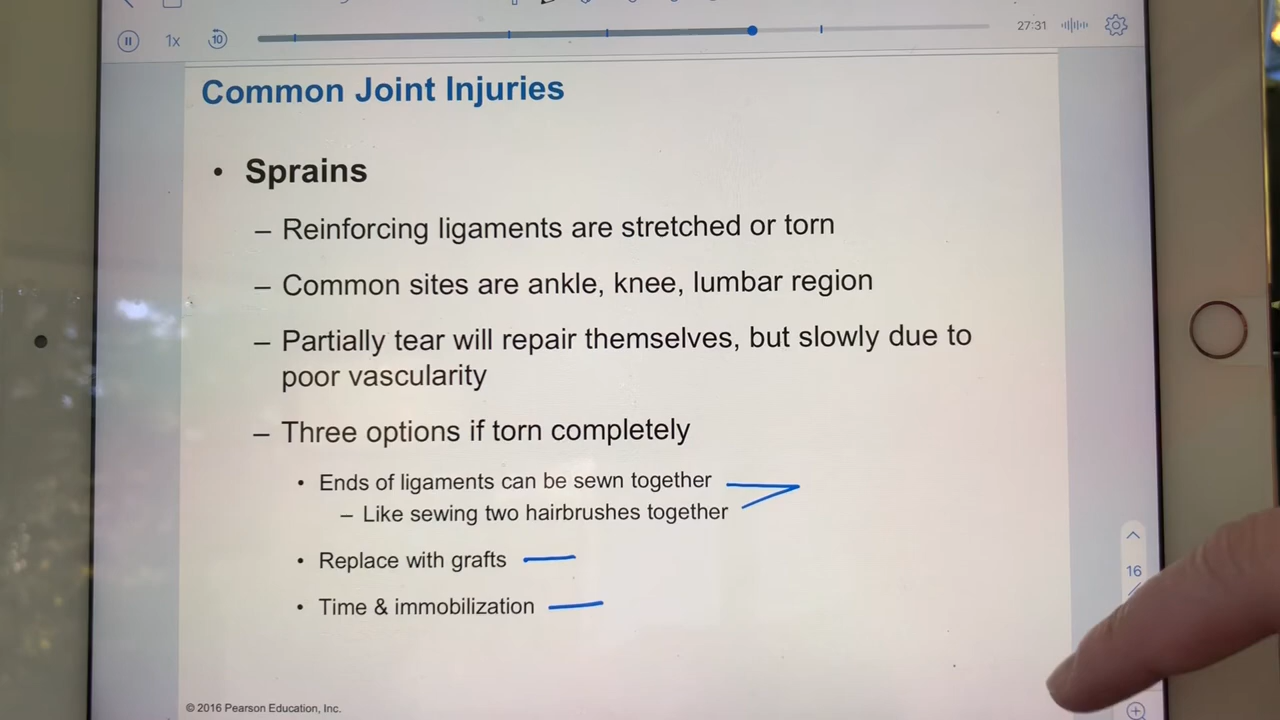 1x
10
27:31
Common Joint Injuries
• Sprains
– Reinforcing ligaments are stretched or torn
– Common sites are ankle, knee, lumbar region
– Partially tear will repair themselves, but slowly due to
poor vascularity
– Three options if torn completely
• Ends of ligaments can be sewn together
– Like sewing two hairbrushes together
• Replace with grafts
• Time & immobilization
16
© 2016 Pearson Education, Inc.